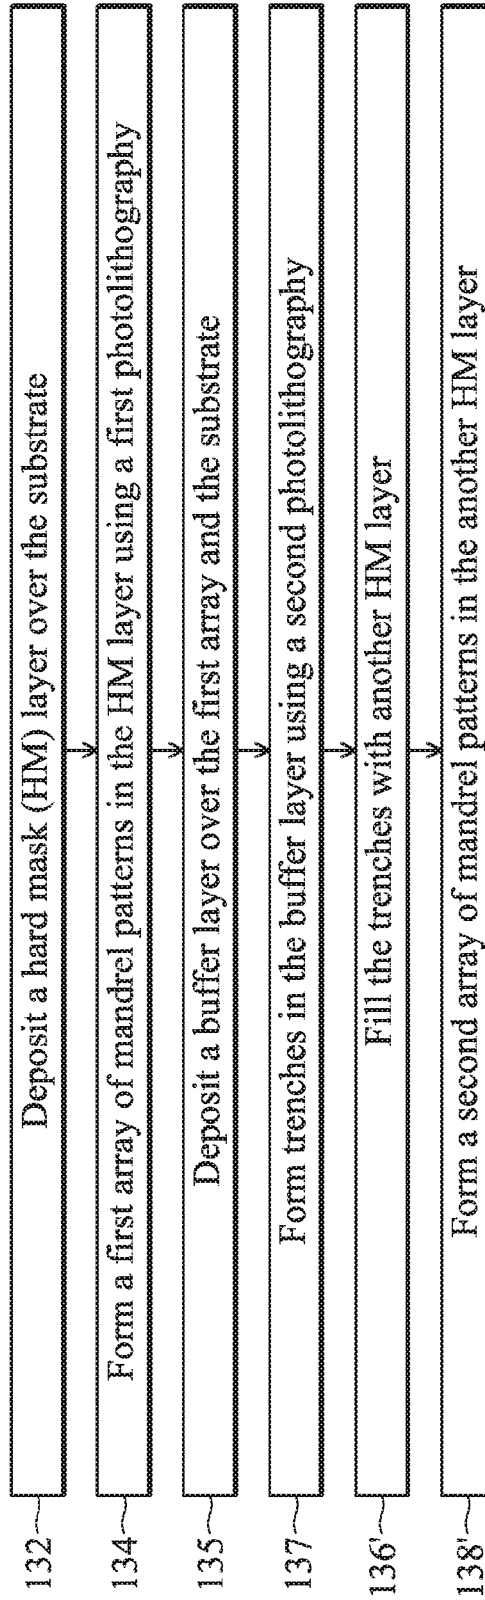 132 Deposit a hard mask (HM) layer over the substrate
134 Form a first array of mandrel patterns in the HM layer using a first photolithography
135 Deposit a buffer layer over the first array and the substrate
137 Form trenches in the buffer layer using a second photolithography
136' Fill the trenches with another HM layer
138' Form a second array of mandrel patterns in the another HM layer